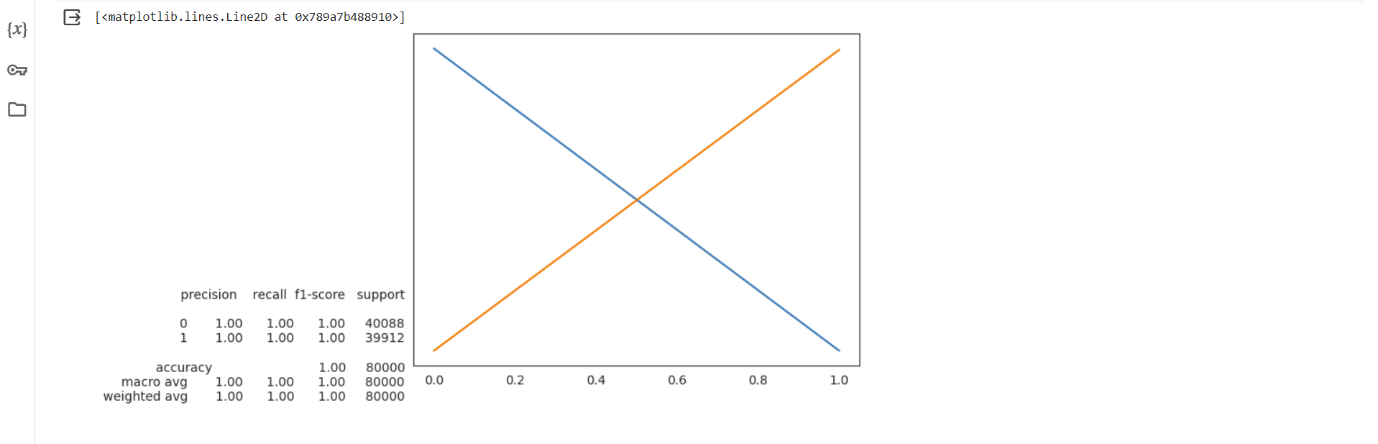 {x}
[<matplotlib.lines.Line2D at 0x789a7b488910>]
precision recall f1-score support
0 1.00 1.00 1.00 40088
1 1.00 1.00 1.00 39912
accuracy 1.00 80000
macro avg 1.00 1.00 1.00 80000
weighted avg 1.00 1.00 1.00 80000
0.0 0.2 0.4 0.6 0.8 1.0